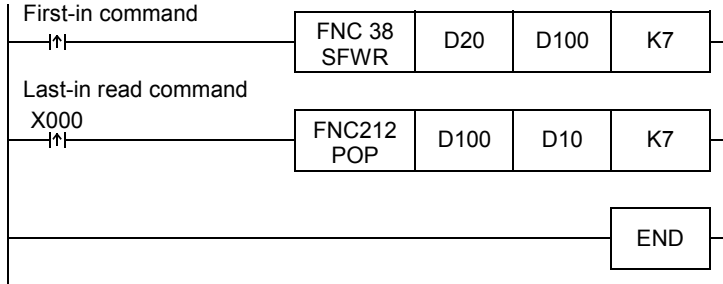 First-in command
FNC 38
SFWR
D20
D100
K7
Last-in read command
X000
FNC212
POP
D100
D10
K7
END